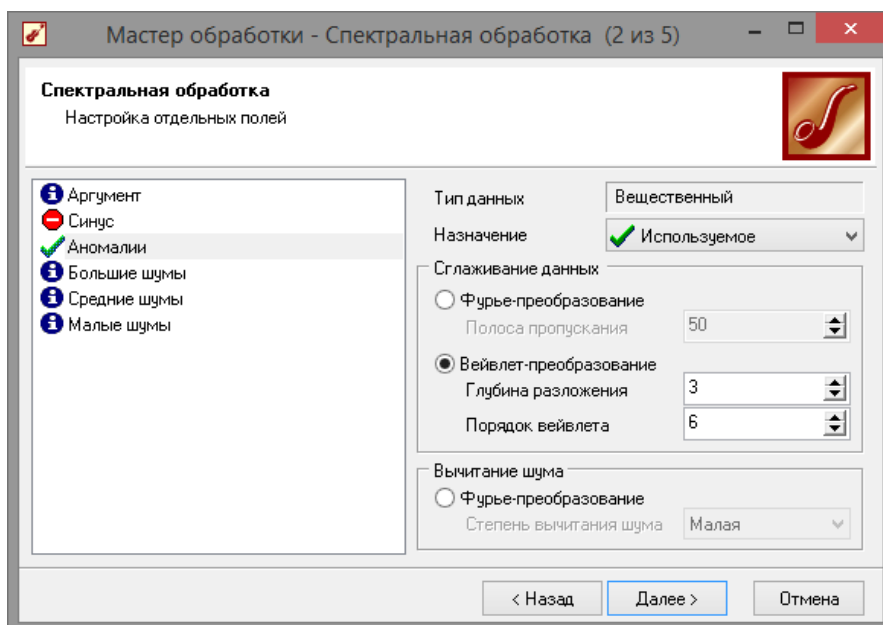 Мастер обработки - Спектральная обработка (2 из 5)
Спектральная обработка
Настройка отдельных полей
Аргумент
Синус
Аномалии
Большие шумы
Средние шумы
Малые шумы
Тип данных Вещественный
Назначение Используемое
Сглаживание данных
Фурье-преобразование
Полоса пропускания 50
Вейвлет-преобразование
Глубина разложения 3
Порядок вейвлета 6
Вычитание шума
Фурье-преобразование
Степень вычитания шума Малая
< Назад Далее > Отмена